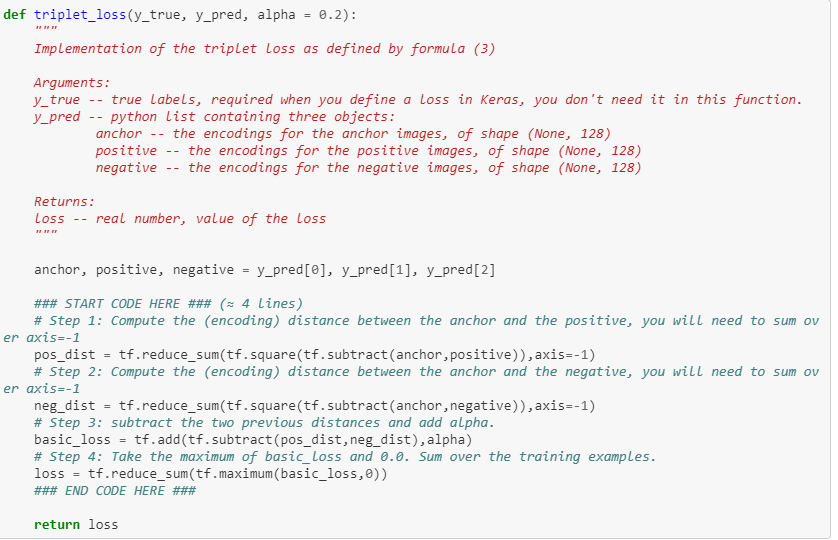 def triplet_loss(y_true, y_pred, alpha = 0.2):
    """
    Implementation of the triplet loss as defined by formula (3)
    
    Arguments:
    y_true -- true labels, required when you define a loss in Keras, you don't need it in this function.
    y_pred -- python list containing three objects:
            anchor -- the encodings for the anchor images, of shape (None, 128)
            positive -- the encodings for the positive images, of shape (None, 128)
            negative -- the encodings for the negative images, of shape (None, 128)
    
    Returns:
    loss -- real number, value of the loss
    """
    
    anchor, positive, negative = y_pred[0], y_pred[1], y_pred[2]
    
    ### START CODE HERE ### (≈ 4 lines)
    # Step 1: Compute the (encoding) distance between the anchor and the positive, you will need to sum ov
er axis=-1
    pos_dist = tf.reduce_sum(tf.square(tf.subtract(anchor,positive)),axis=-1)
    # Step 2: Compute the (encoding) distance between the anchor and the negative, you will need to sum ov
er axis=-1
    neg_dist = tf.reduce_sum(tf.square(tf.subtract(anchor,negative)),axis=-1)
    # Step 3: subtract the two previous distances and add alpha.
    basic_loss = tf.add(tf.subtract(pos_dist,neg_dist),alpha)
    # Step 4: Take the maximum of basic_loss and 0.0. Sum over the training examples.
    loss = tf.reduce_sum(tf.maximum(basic_loss,0))
    ### END CODE HERE ###
    
    return loss